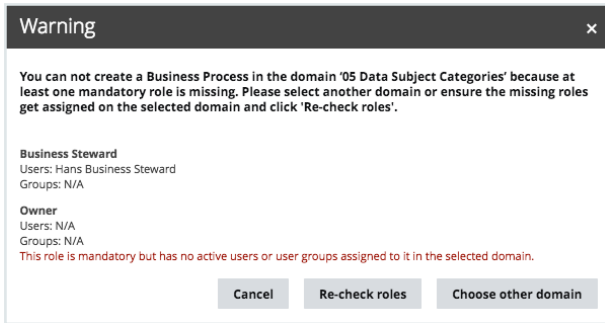 Warning
×
You can not create a Business Process in the domain ‘05 Data Subject Categories’ because at
least one mandatory role is missing. Please select another domain or ensure the missing roles
get assigned on the selected domain and click 'Re-check roles'.
Business Steward
Users: Hans Business Steward
Groups: N/A
Owner
Users: N/A
Groups: N/A
This role is mandatory but has no active users or user groups assigned to it in the selected domain.
Cancel
Re-check roles
Choose other domain